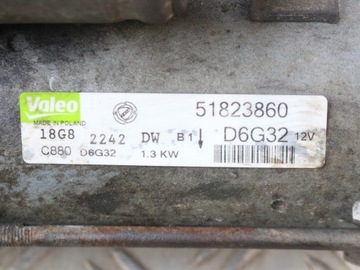 Valeo
MADE IN POLAND
51823860
18G8 2242 DW B1 D6G32 12V
C880 D6G32 1.3 KW